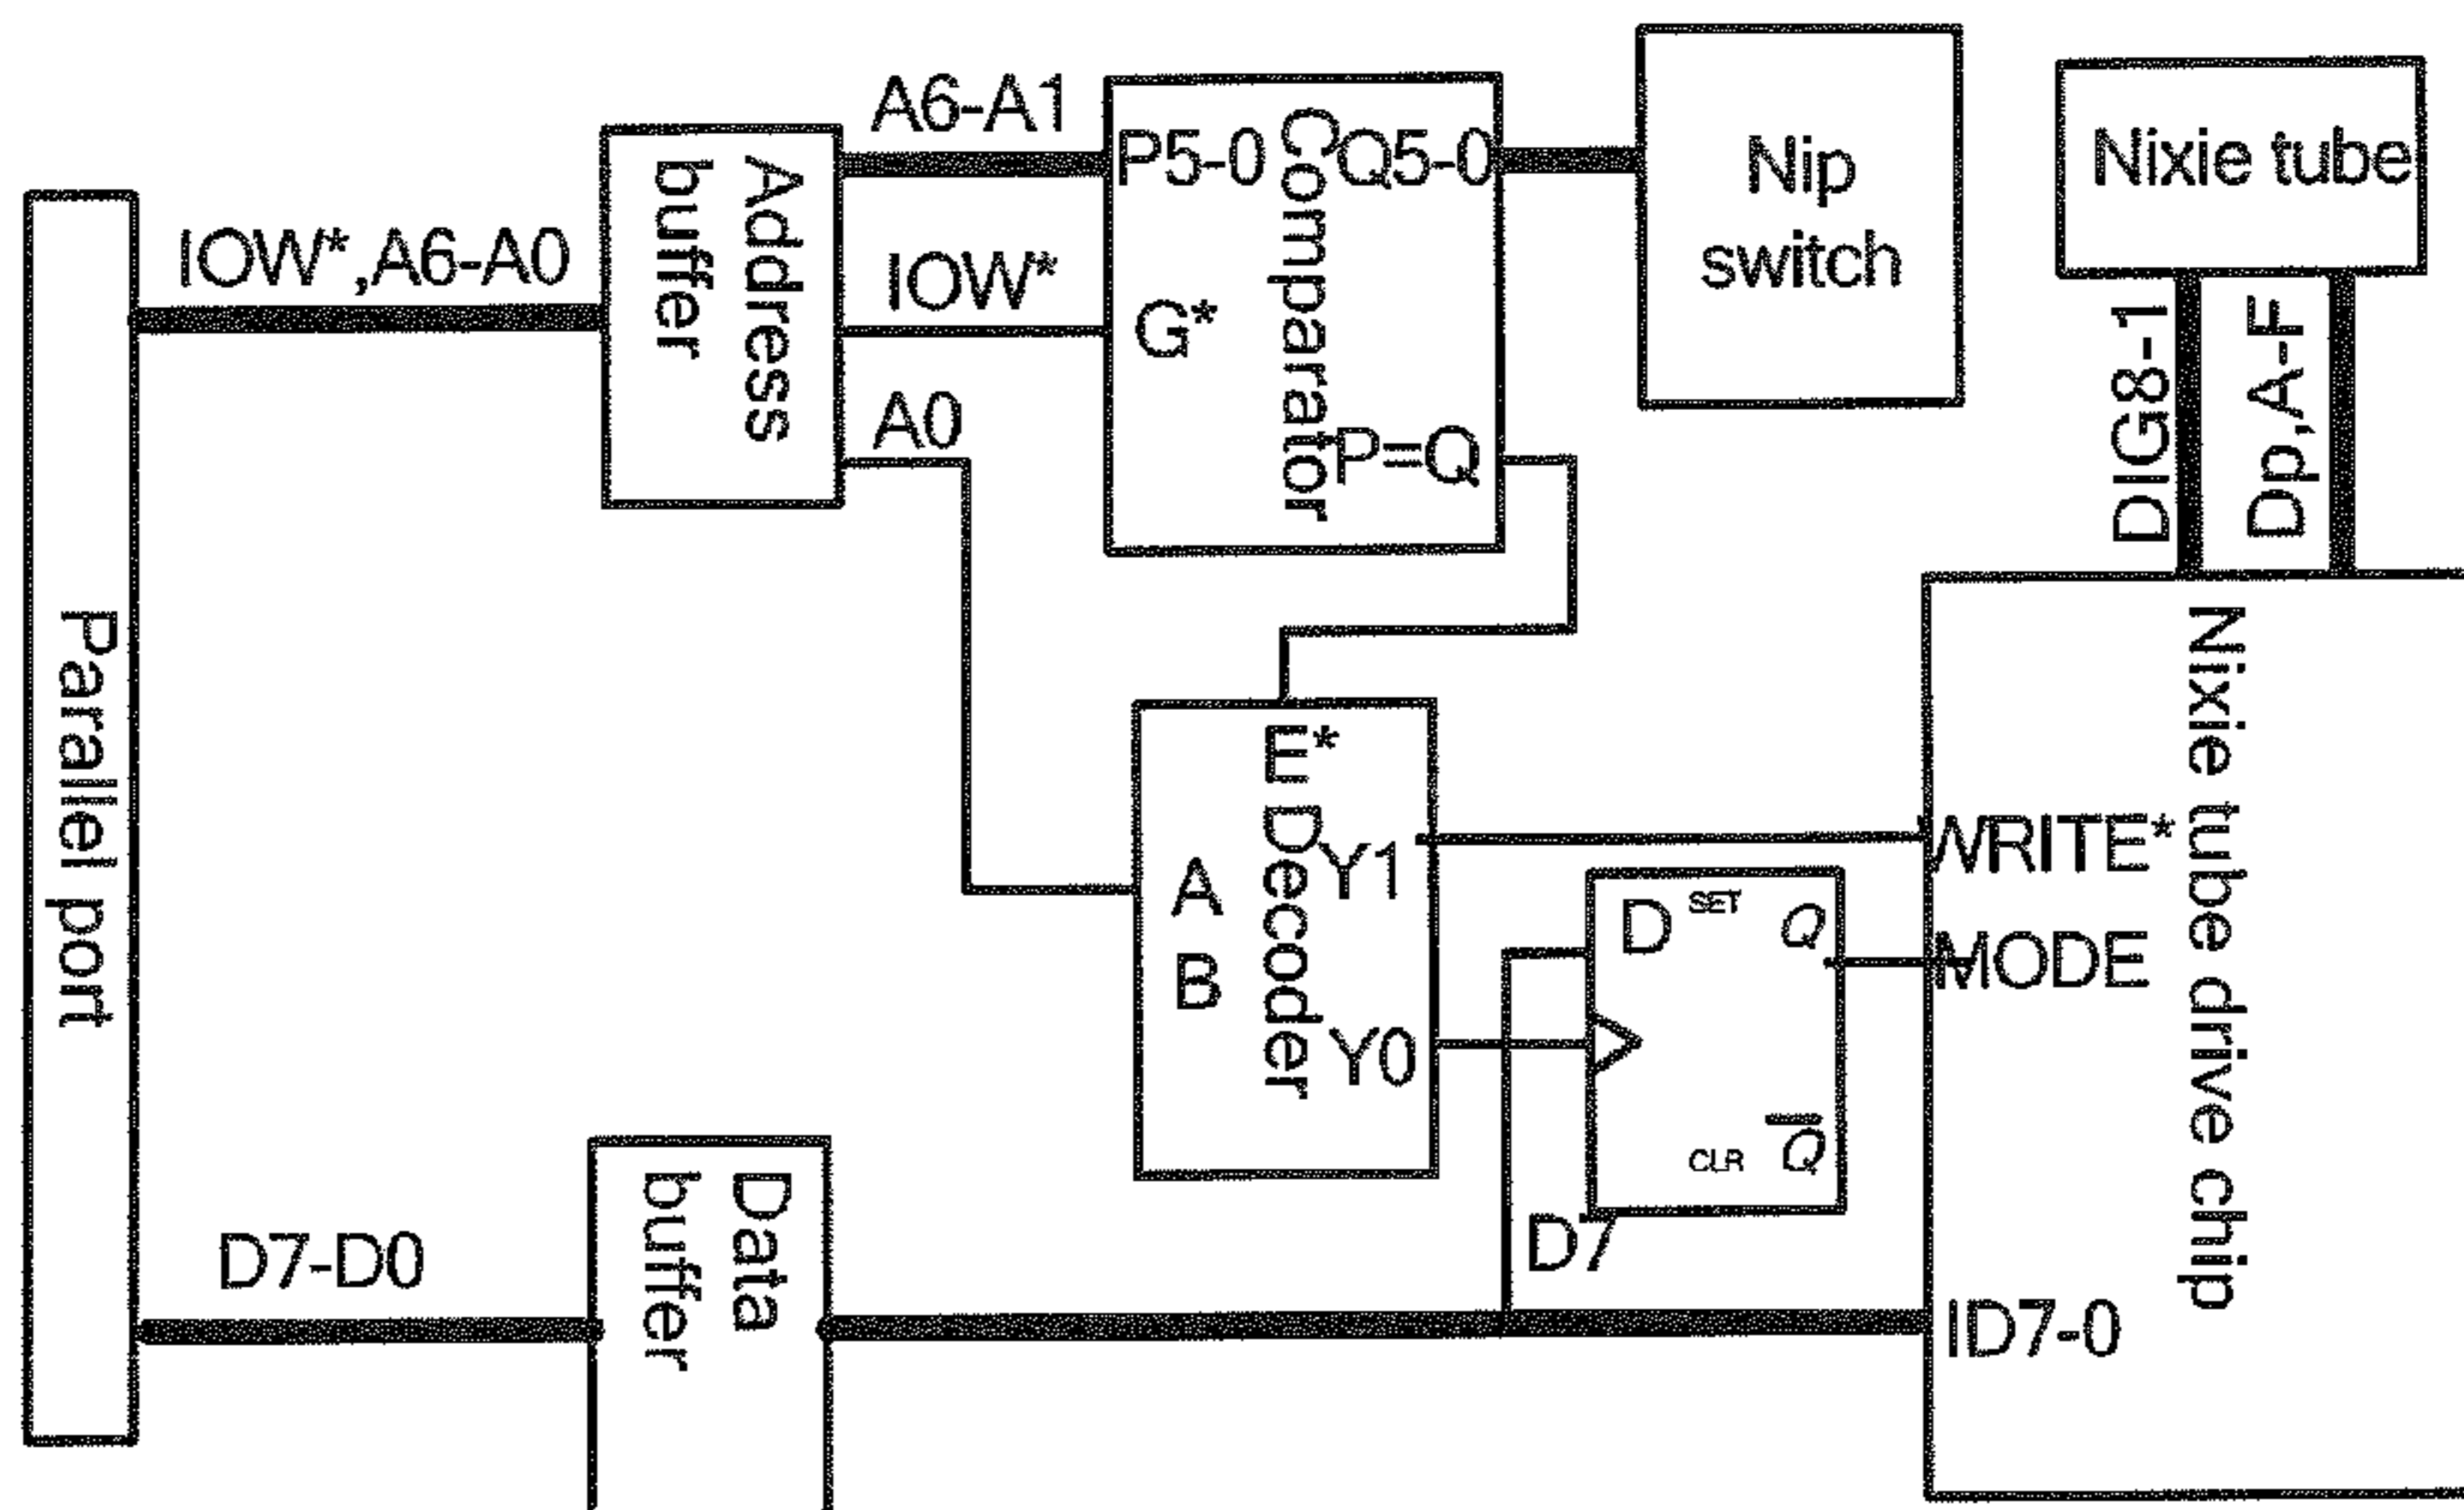 Parallel port
IOW*,A6-A0
D7-D0
Address
buffer
A6-A1
IOW*
A0
P5-0
Q5-0
G*
Comparator
P=Q
Nip
switch
Nixie tube
DIG8-1
Dp,A-F
E*
Decoder
A
B
Y1
Y0
D
SET
Q
CLR
Q
D7
Data
buffer
WRITE*
MODE
ID7-0
Nixie tube drive chip